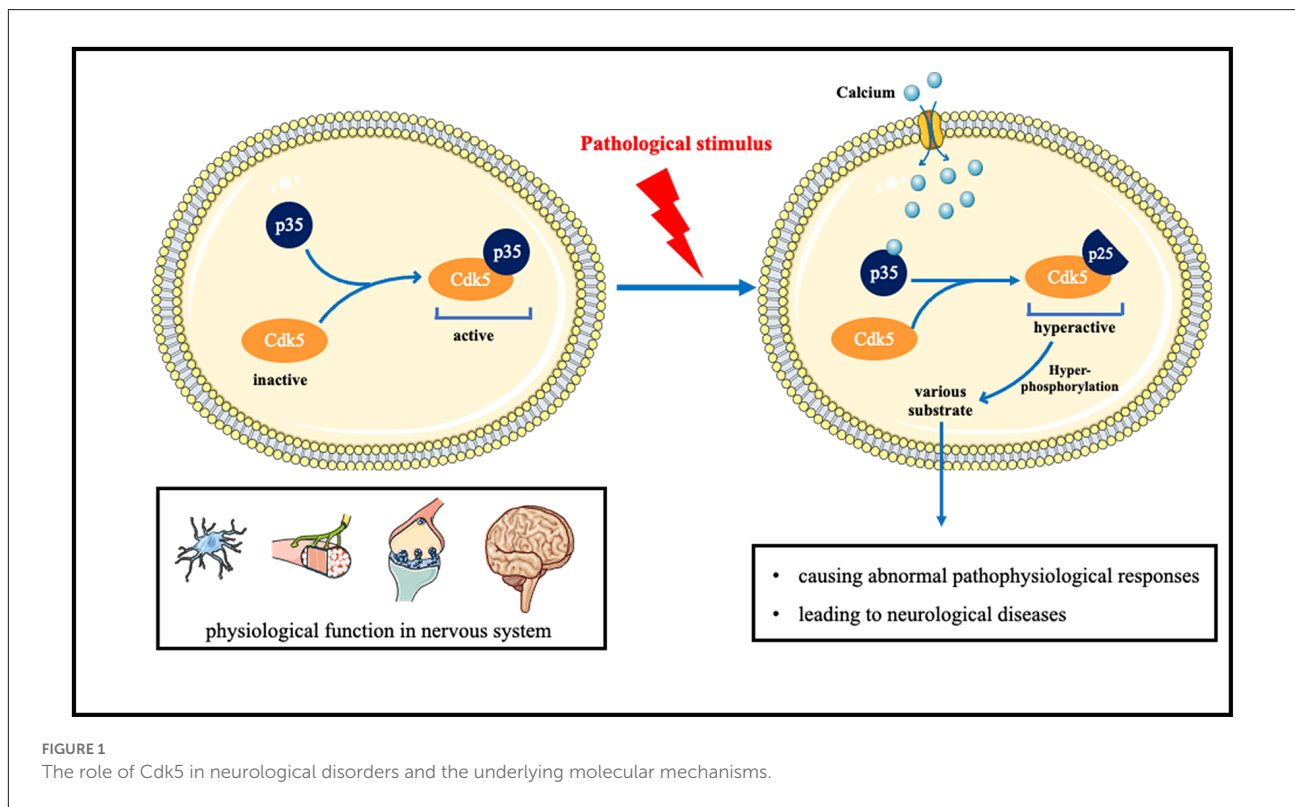 Calcium
Pathological stimulus
p35
p35
Cdk5
active
Cdk5
inactive
p35
p25
Cdk5
hyperactive
Cdk5
Hyper-
phosphorylation
various
substrate
physiological function in nervous system
• causing abnormal pathophysiological responses
• leading to neurological diseases
FIGURE 1
The role of Cdk5 in neurological disorders and the underlying molecular mechanisms.